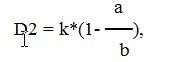 D2 = k*(1- a/b),